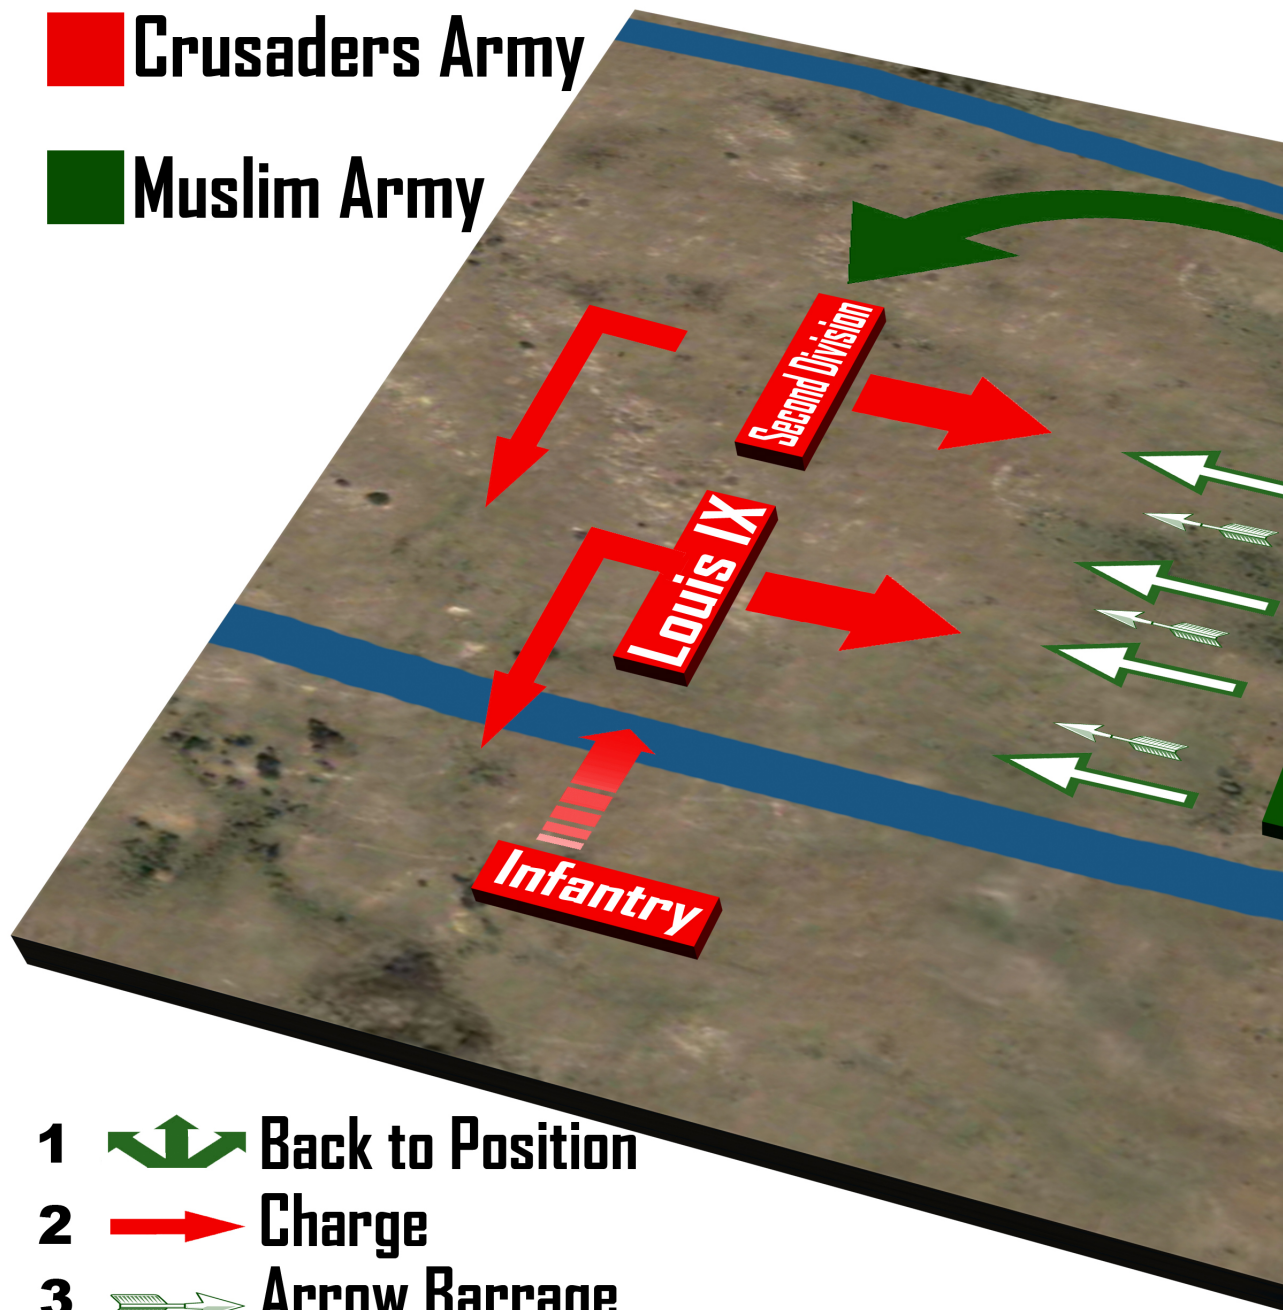 Crusaders Army
Muslim Army
Second Division
Louis IX
Infantry
1 Back to Position
2 Charge
3 Arrow Barrage